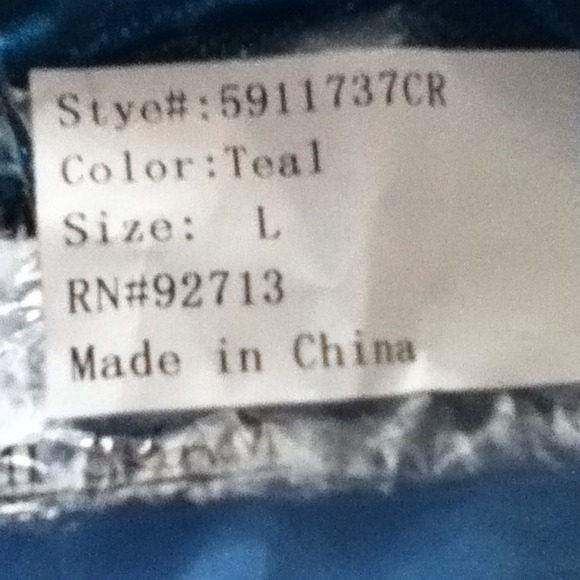 Stye#:5911737CR
Color:Teal
Size: L
RN#92713
Made in China